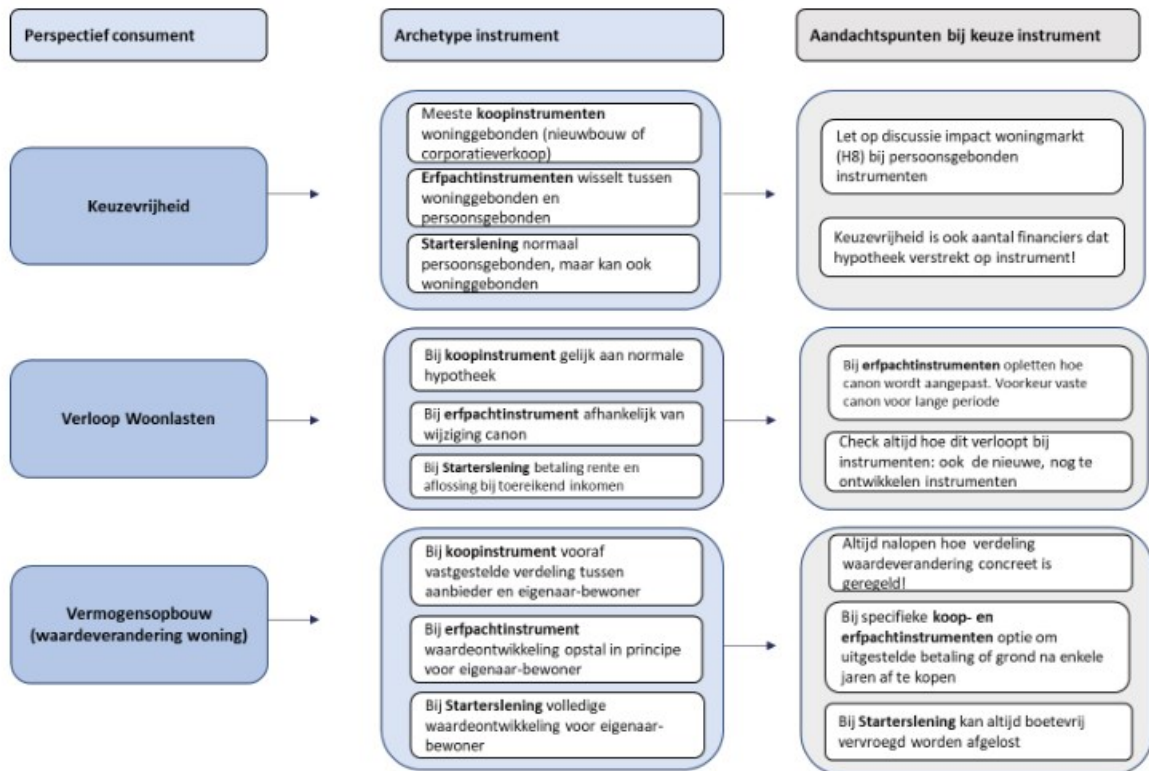 Perspectief consument
Archetype instrument
Aandachtspunten bij keuze instrument
Keuzevrijheid
Meeste koopinstrumenten
woninggebonden (nieuwbouw of
corporatieverkoop)
Erfpachtinstrumenten wisselt tussen
woninggebonden en
persoonsgebonden
Starterslening normaal
persoonsgebonden, maar kan ook
woninggebonden
Let op discussie impact woningmarkt
(H8) bij persoonsgebonden
instrumenten
Keuzevrijheid is ook aantal financiers dat
hypotheek verstrekt op instrument!
Verloop Woonlasten
Bij koopinstrument gelijk aan normale
hypotheek
Bij erfpachtinstrument afhankelijk van
wijziging canon
Bij Starterslening betaling rente en
aflossing bij toereikend inkomen
Bij erfpachtinstrumenten opletten hoe
canon wordt aangepast. Voorkeur vaste
canon voor lange periode
Check altijd hoe dit verloopt bij
instrumenten: ook de nieuwe, nog te
ontwikkelen instrumenten
Vermogensopbouw
(waardeverandering woning)
Bij koopinstrument vooraf
vastgestelde verdeling tussen
aanbieder en eigenaar-bewoner
Bij erfpachtinstrument
waardeontwikkeling opstal in principe
voor eigenaar-bewoner
Bij Starterslening volledige
waardeontwikkeling voor eigenaar-
bewoner
Altijd nalopen hoe verdeling
waardeverandering concreet is
geregeld!
Bij specifieke koop- en
erfpachtinstrumenten optie om
uitgestelde betaling of grond na enkele
jaren af te kopen
Bij Starterslening kan altijd boetevrij
vervroegd worden afgelost